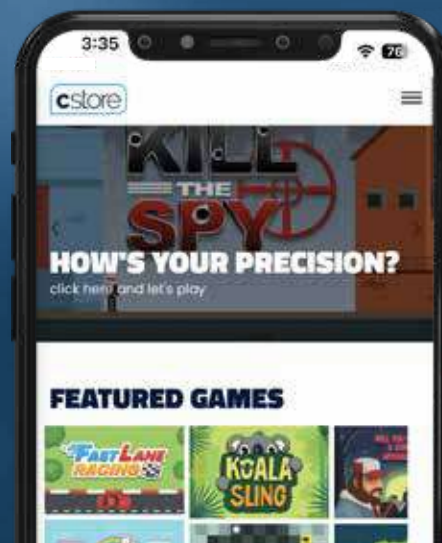 3:35
76
cstore
KILL
THE
SPY
HOW'S YOUR PRECISION?
click here and let's play
FEATURED GAMES
FAST LANE
RACING
KOALA
SLING